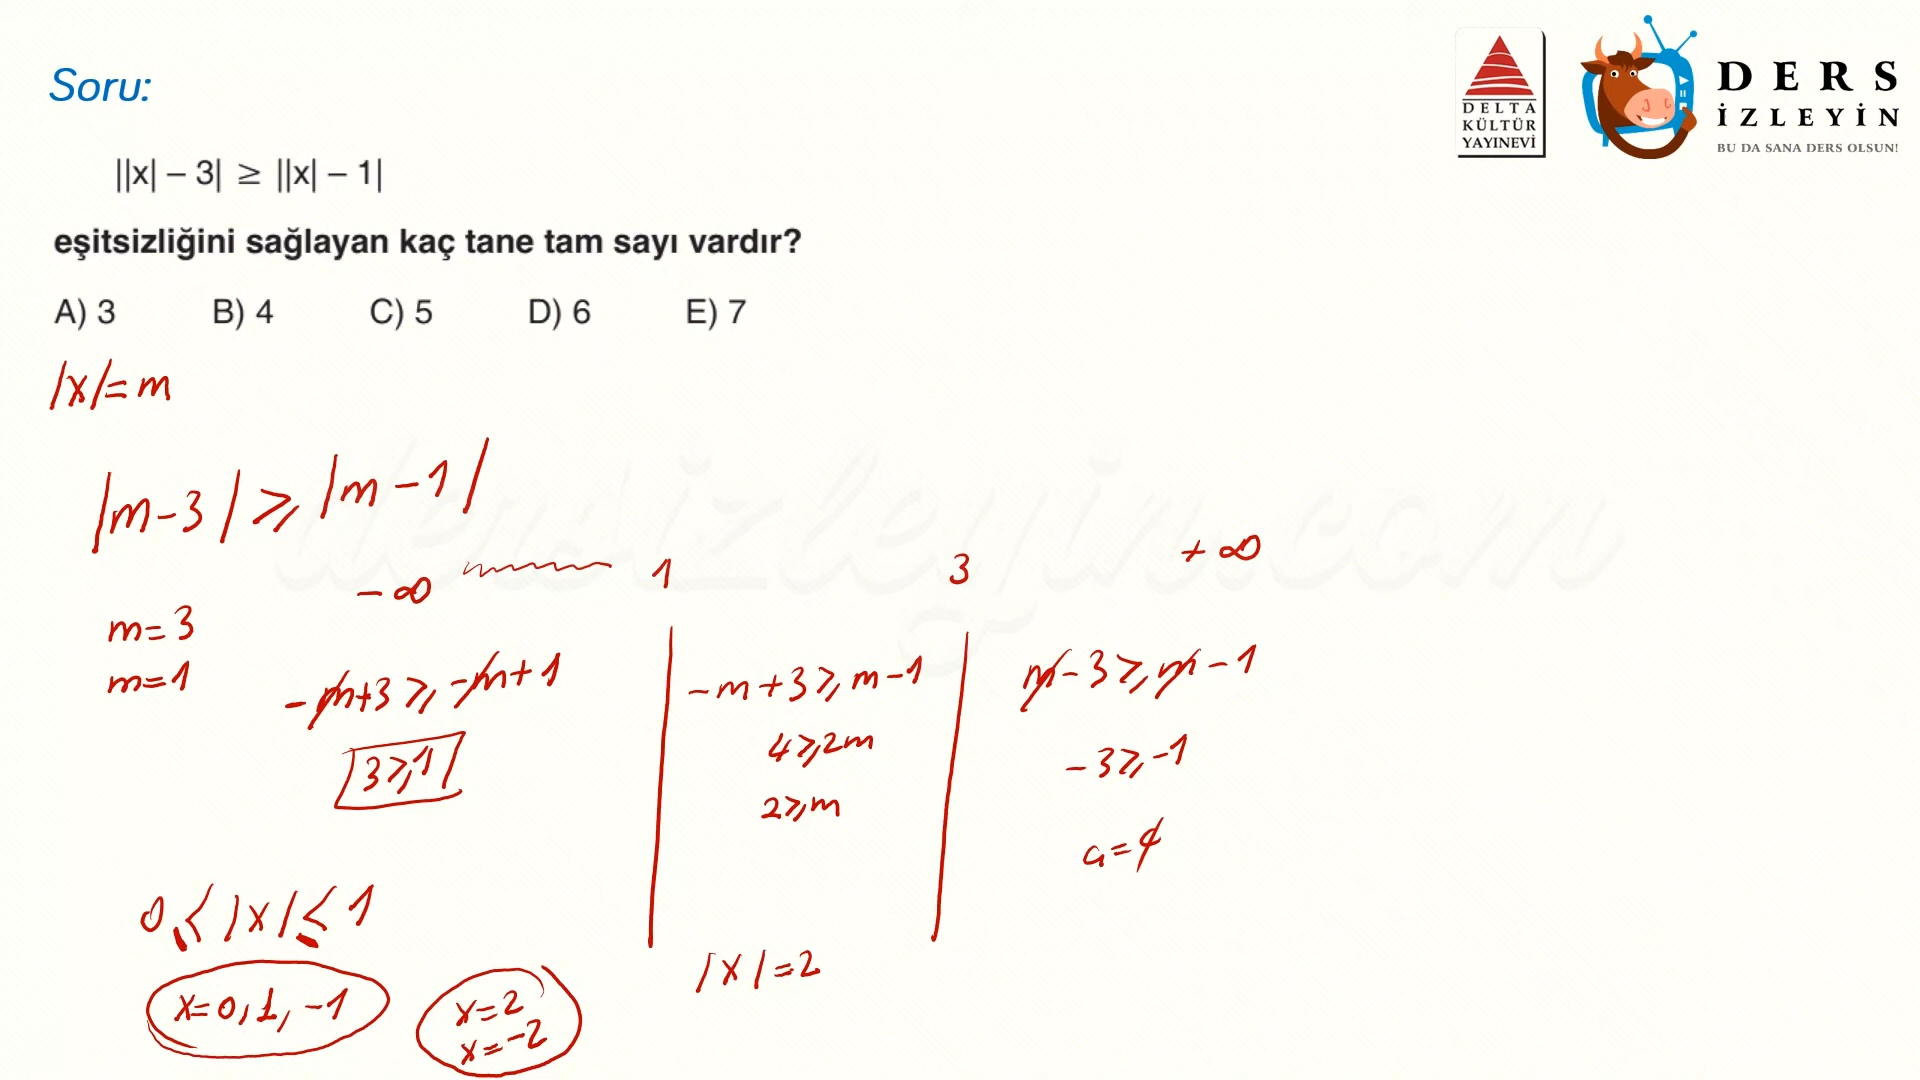 Soru:
DELTA
KÜLTÜR
YAYINEVİ
DERS
İZLEYİN
BU DA SANA DERS OLSUN!
||x| – 3| ≥ ||x| – 1|
eşitsizliğini sağlayan kaç tane tam sayı vardır?
A) 3 B) 4 C) 5 D) 6 E) 7
|x|=m
|m-3| ≥ |m-1|
-∞ 1 3 +∞
m=3
m=1
-m+3 ≥ -m+1
3≥1
-m+3 ≥ m-1
4≥2m
2≥m
m-3 ≥ m-1
-3≥-1
a=∅
0 ≤ |x| ≤ 1
x=0,1,-1
x=2
x=-2
|x|=2
dersizleyin.com